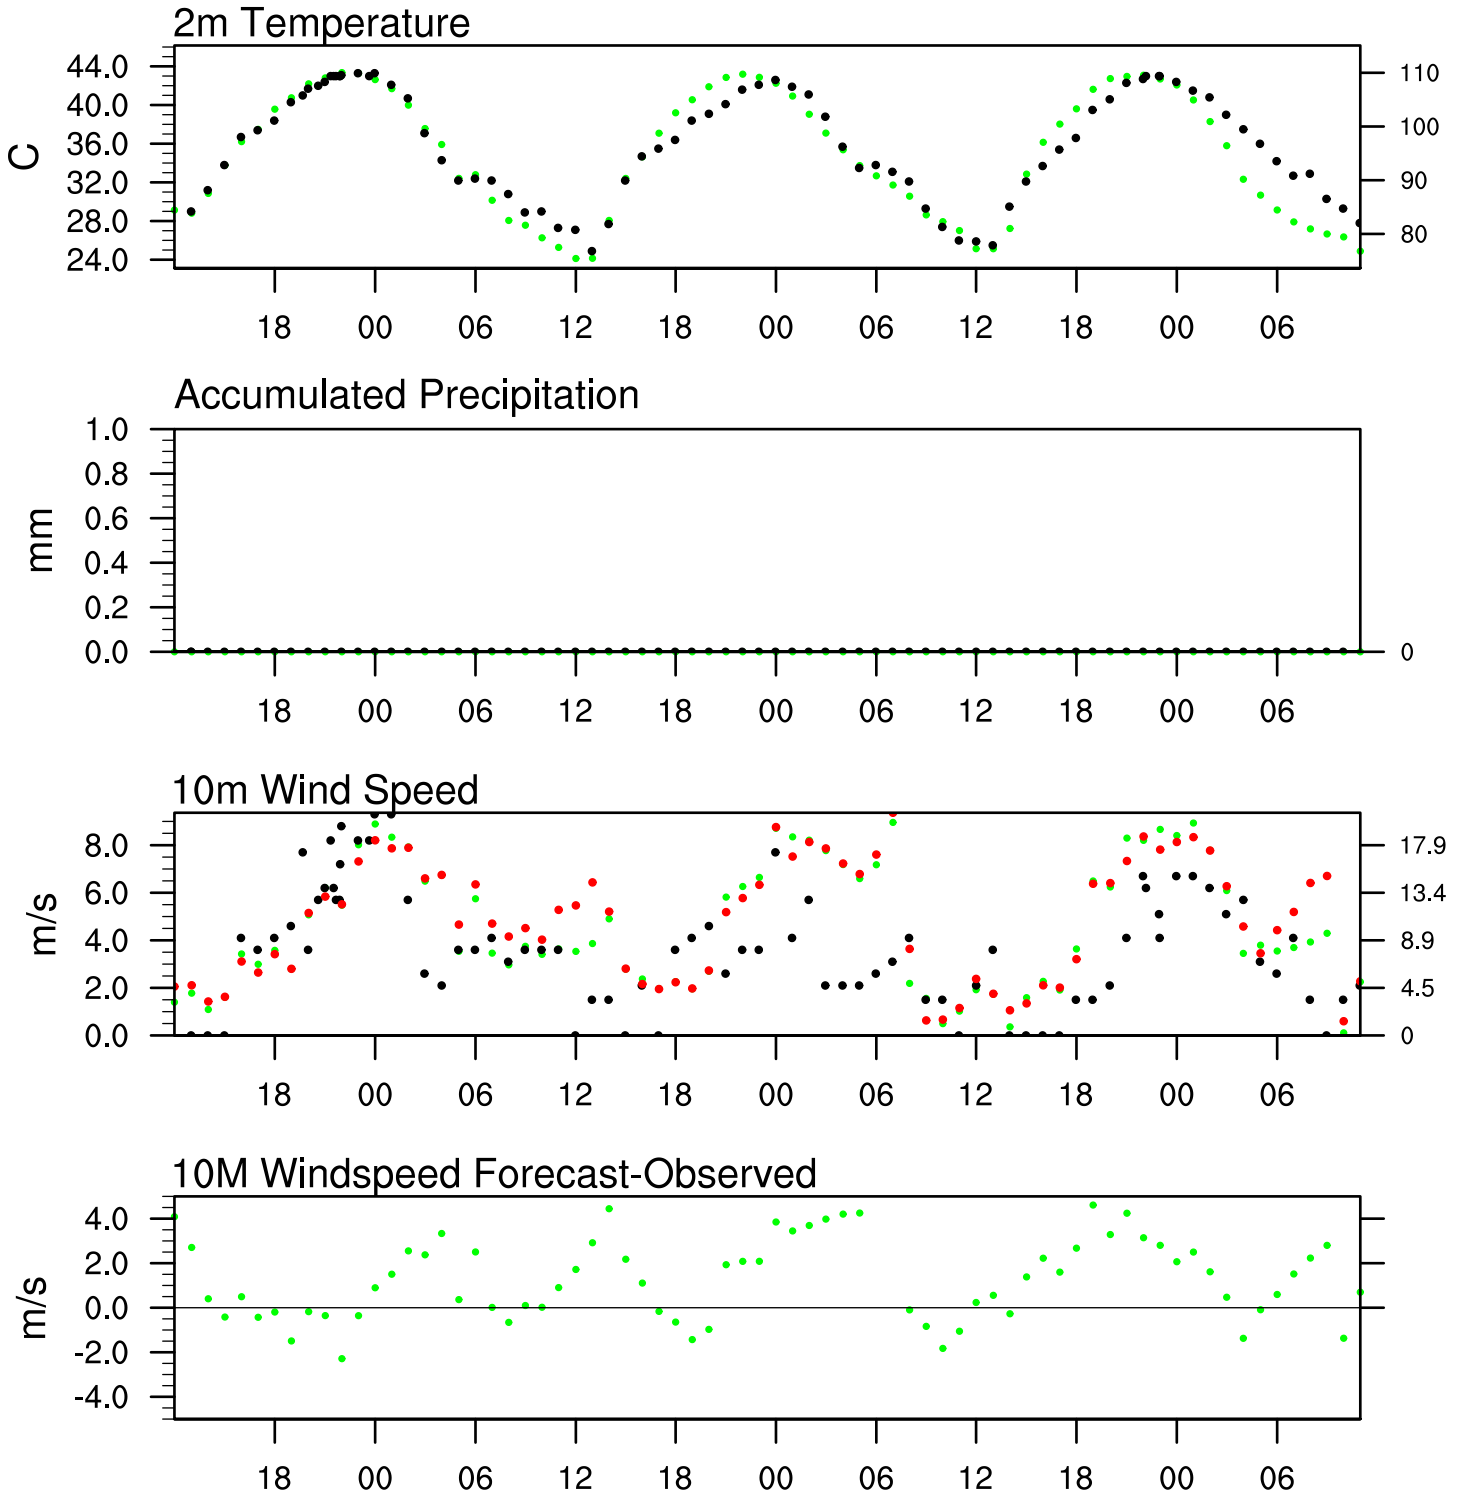 2m Temperature
44.0
40.0
36.0
32.0
28.0
24.0
C
110
100
90
80
18 00 06 12 18 00 06 12 18 00 06
Accumulated Precipitation
1.0
0.8
0.6
0.4
0.2
0.0
mm
0
18 00 06 12 18 00 06 12 18 00 06
10m Wind Speed
8.0
6.0
4.0
2.0
0.0
m/s
17.9
13.4
8.9
4.5
0
18 00 06 12 18 00 06 12 18 00 06
10M Windspeed Forecast-Observed
4.0
2.0
0.0
-2.0
-4.0
m/s
18 00 06 12 18 00 06 12 18 00 06